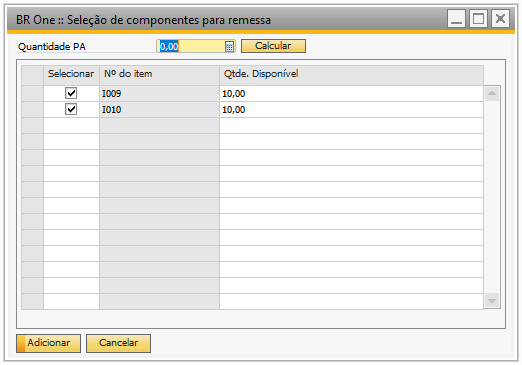 BR One :: Seleção de componentes para remessa
Quantidade PA 0,00 Calcular
Selecionar Nº do item Qtde. Disponível
I009 10,00
I010 10,00
Adicionar Cancelar